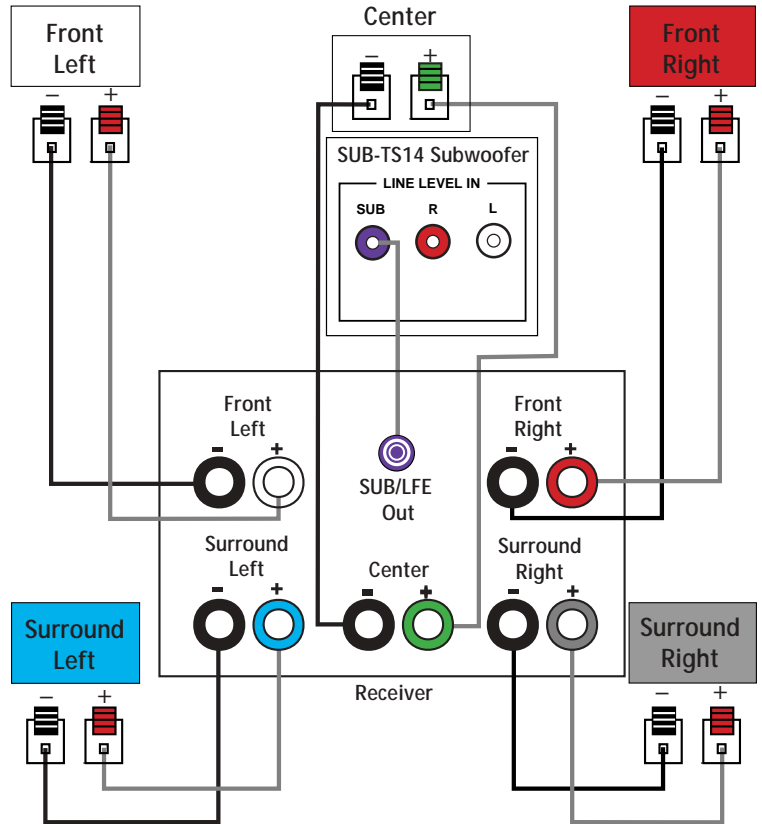 Front
Left
- +
Center
- +
Front
Right
- +
SUB-TS14 Subwoofer
LINE LEVEL IN
SUB R L
Front
Left
- +
SUB/LFE
Out
Front
Right
- +
Surround
Left
- +
Center
- +
Surround
Right
- +
Receiver
Surround
Left
- +
Surround
Right
- +